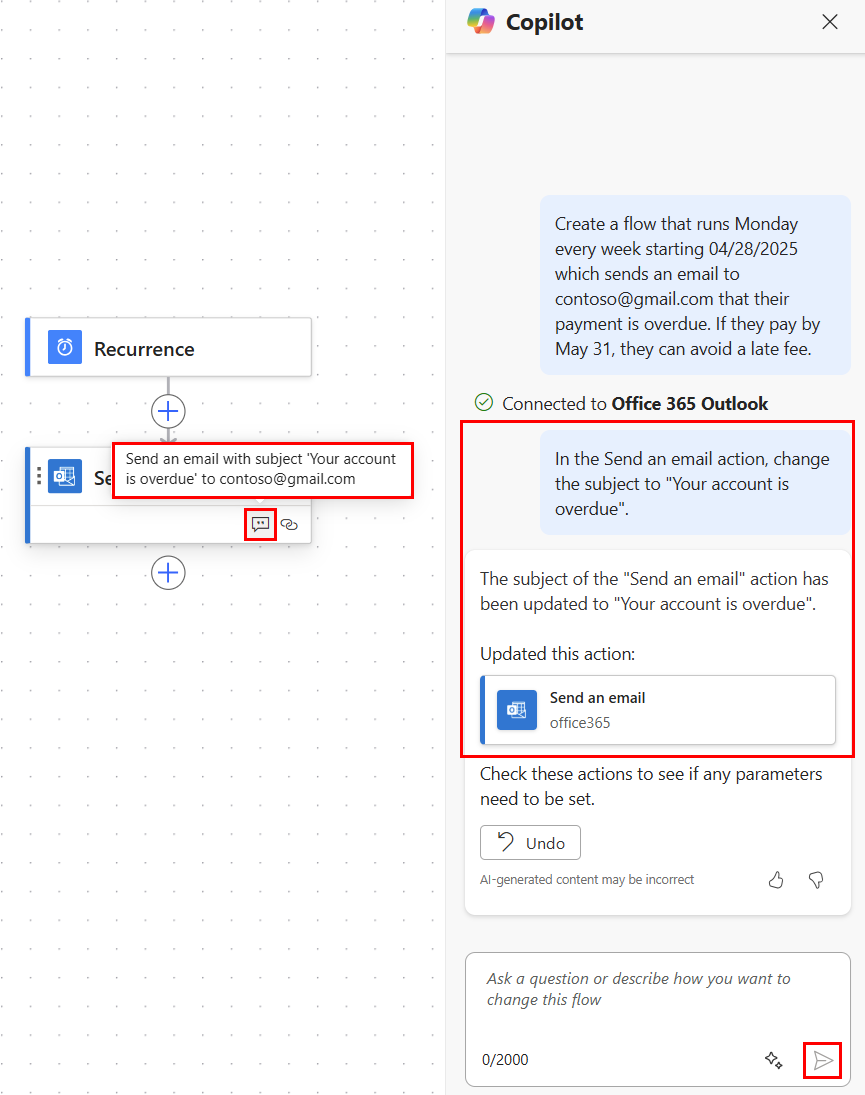 Copilot
Create a flow that runs Monday
every week starting 04/28/2025
which sends an email to
contoso@gmail.com that their
payment is overdue. If they pay by
May 31, they can avoid a late fee.
Recurrence
Connected to Office 365 Outlook
Send an email with subject 'Your account
is overdue' to contoso@gmail.com
Se
In the Send an email action, change
the subject to "Your account is
overdue".
The subject of the "Send an email" action has
been updated to "Your account is overdue".
Updated this action:
Send an email
office365
Check these actions to see if any parameters
need to be set.
Undo
AI-generated content may be incorrect
Ask a question or describe how you want to
change this flow
0/2000